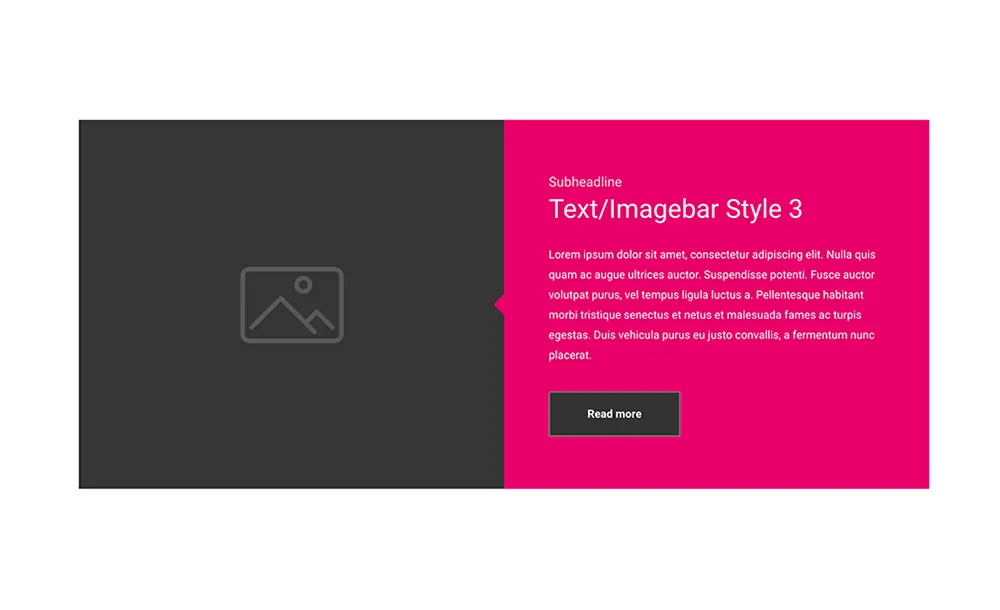 Subheadline
Text/Imagebar Style 3
Lorem ipsum dolor sit amet, consectetur adipiscing elit. Nulla quis
quam ac augue ultrices auctor. Suspendisse potenti. Fusce auctor
volutpat purus, vel tempus ligula luctus a. Pellentesque habitant
morbi tristique senectus et netus et malesuada fames ac turpis
egestas. Duis vehicula purus eu justo convallis, a fermentum nunc
placerat.
Read more